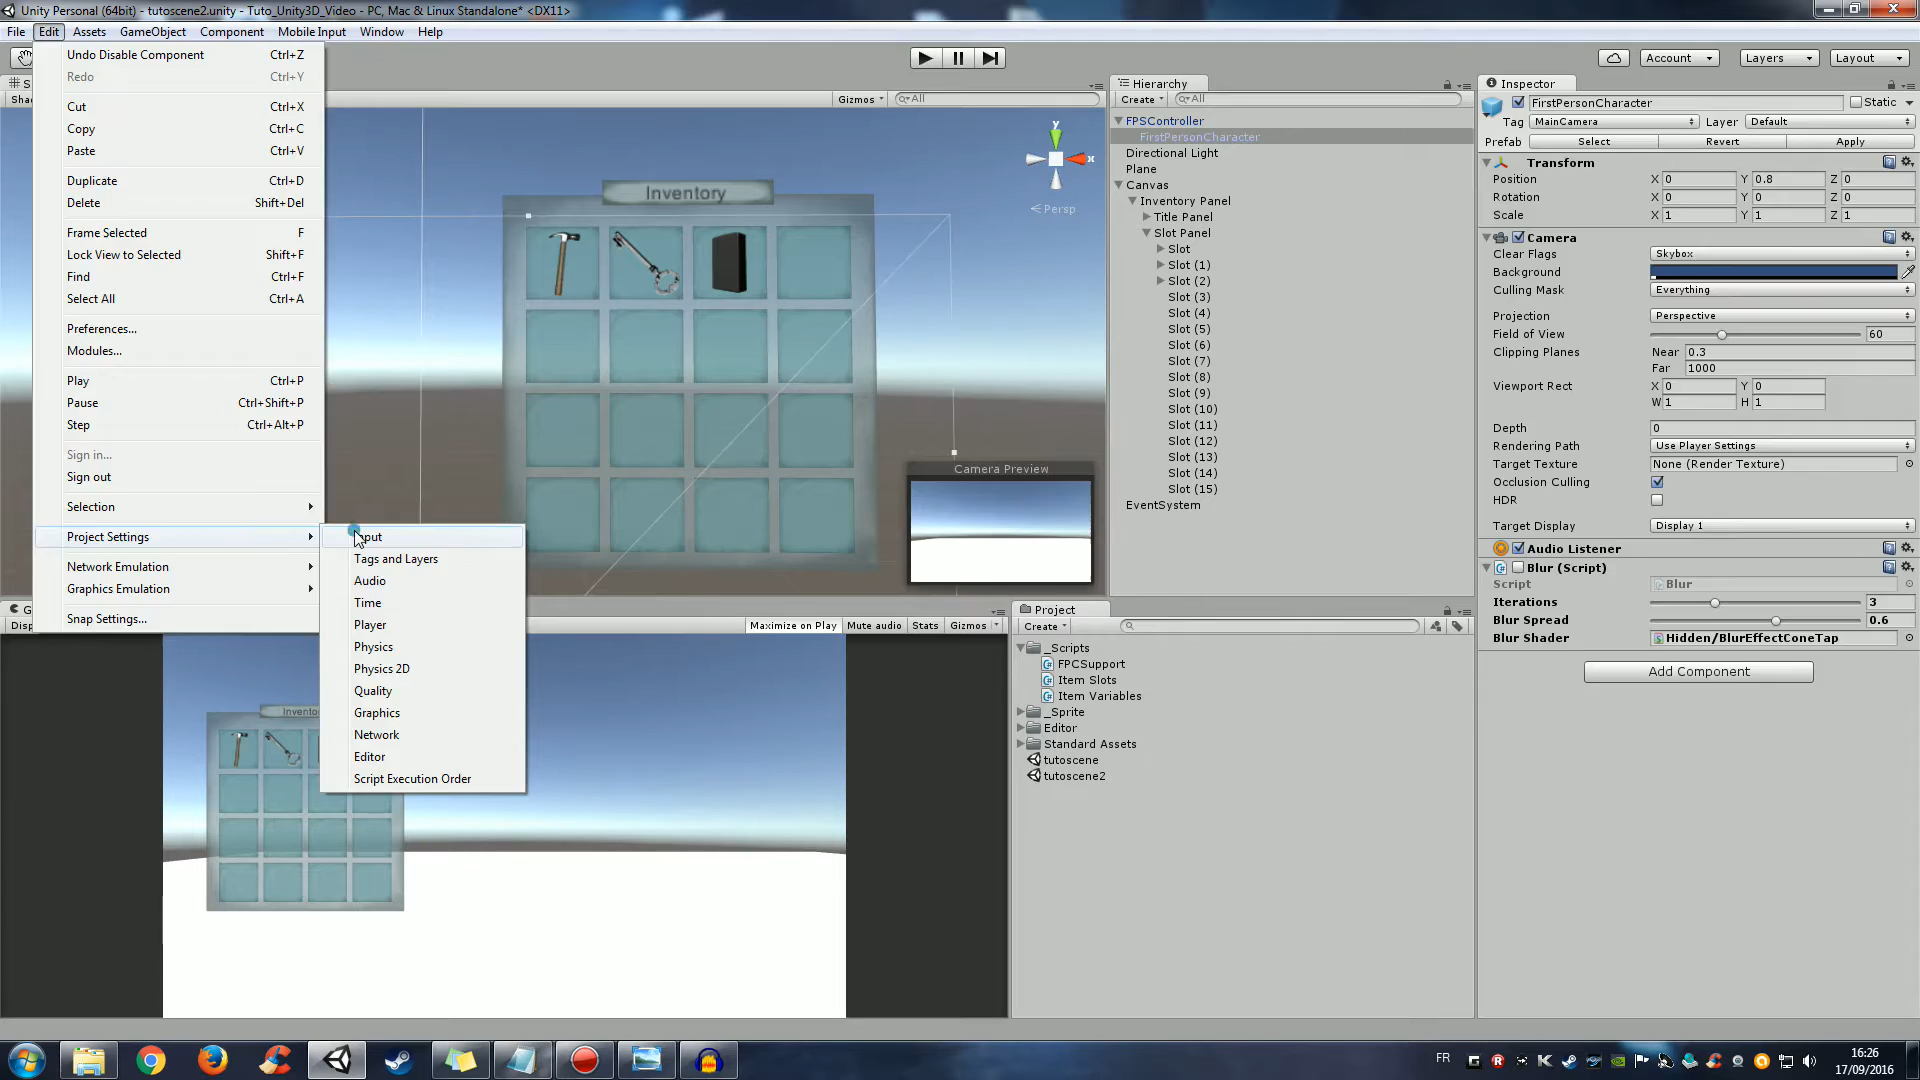 Unity Personal (64bit) - tutoscene2.unity - Tuto_Unity3D_Video - PC, Mac & Linux Standalone* <DX11>
File Edit Assets GameObject Component Mobile Input Window Help
Account Layers Layout
Undo Disable Component Ctrl+Z
Redo Ctrl+Y
Cut Ctrl+X
Copy Ctrl+C
Paste Ctrl+V
Duplicate Ctrl+D
Delete Shift+Del
Frame Selected F
Lock View to Selected Shift+F
Find Ctrl+F
Select All Ctrl+A
Preferences...
Modules...
Play Ctrl+P
Pause Ctrl+Shift+P
Step Ctrl+Alt+P
Sign in...
Sign out
Selection
Project Settings
Network Emulation
Graphics Emulation
Snap Settings...
Tags and Layers
Audio
Time
Player
Physics
Physics 2D
Quality
Graphics
Network
Editor
Script Execution Order
Gizmos All
Inventory
y
x
Persp
Camera Preview
Maximize on Play Mute audio Stats Gizmos
Hierarchy
Create All
FPSController
FirstPersonCharacter
Directional Light
Plane
Canvas
Inventory Panel
Title Panel
Slot Panel
Slot
Slot (1)
Slot (2)
Slot (3)
Slot (4)
Slot (5)
Slot (6)
Slot (7)
Slot (8)
Slot (9)
Slot (10)
Slot (11)
Slot (12)
Slot (13)
Slot (14)
Slot (15)
EventSystem
Project
Create
_Scripts
FPCSupport
Item Slots
Item Variables
_Sprite
Editor
Standard Assets
tutoscene
tutoscene2
Inspector
FirstPersonCharacter Static
Tag MainCamera Layer Default
Prefab Select Revert Apply
Transform
Position X 0 Y 0.8 Z 0
Rotation X 0 Y 0 Z 0
Scale X 1 Y 1 Z 1
Camera
Clear Flags Skybox
Background
Culling Mask Everything
Projection Perspective
Field of View 60
Clipping Planes Near 0.3
Far 1000
Viewport Rect X 0 Y 0
W 1 H 1
Depth 0
Rendering Path Use Player Settings
Target Texture None (Render Texture)
Occlusion Culling
HDR
Target Display Display 1
Audio Listener
Blur (Script)
Script Blur
Iterations 3
Blur Spread 0.6
Blur Shader Hidden/BlurEffectConeTap
Add Component
FR
16:26
17/09/2016